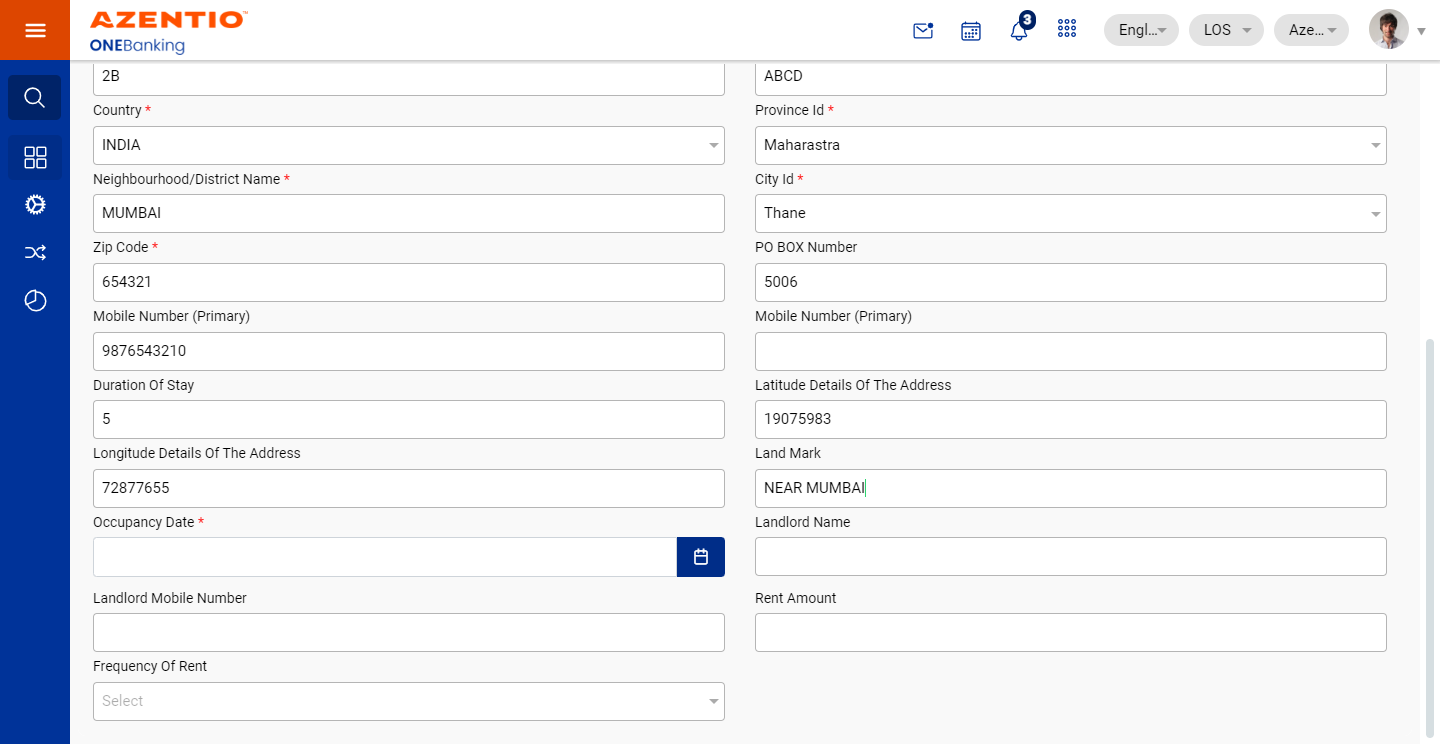 AZENTIO™
ONEBanking
3
Engl...
LOS
Aze...
2B
ABCD
Country *
Province Id *
INDIA
Maharastra
Neighbourhood/District Name *
City Id *
MUMBAI
Thane
Zip Code *
PO BOX Number
654321
5006
Mobile Number (Primary)
Mobile Number (Primary)
9876543210
Duration Of Stay
Latitude Details Of The Address
5
19075983
Longitude Details Of The Address
Land Mark
72877655
NEAR MUMBAI
Occupancy Date *
Landlord Name
Landlord Mobile Number
Rent Amount
Frequency Of Rent
Select